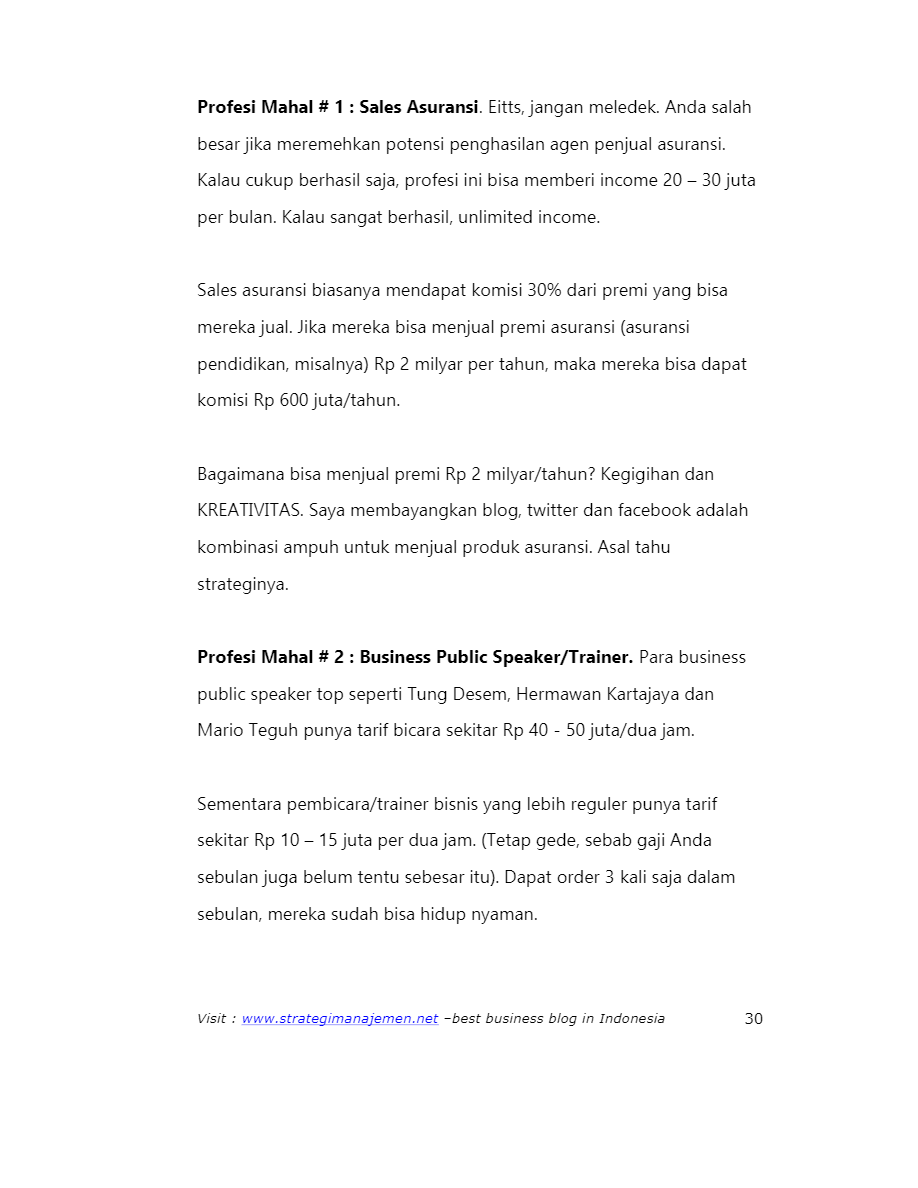 Profesi Mahal # 1 : Sales Asuransi. Eitts, jangan meledek. Anda salah
besar jika meremehkan potensi penghasilan agen penjual asuransi.
Kalau cukup berhasil saja, profesi ini bisa memberi income 20 – 30 juta
per bulan. Kalau sangat berhasil, unlimited income.
Sales asuransi biasanya mendapat komisi 30% dari premi yang bisa
mereka jual. Jika mereka bisa menjual premi asuransi (asuransi
pendidikan, misalnya) Rp 2 milyar per tahun, maka mereka bisa dapat
komisi Rp 600 juta/tahun.
Bagaimana bisa menjual premi Rp 2 milyar/tahun? Kegigihan dan
KREATIVITAS. Saya membayangkan blog, twitter dan facebook adalah
kombinasi ampuh untuk menjual produk asuransi. Asal tahu
strateginya.
Profesi Mahal # 2 : Business Public Speaker/Trainer. Para business
public speaker top seperti Tung Desem, Hermawan Kartajaya dan
Mario Teguh punya tarif bicara sekitar Rp 40 - 50 juta/dua jam.
Sementara pembicara/trainer bisnis yang lebih reguler punya tarif
sekitar Rp 10 – 15 juta per dua jam. (Tetap gede, sebab gaji Anda
sebulan juga belum tentu sebesar itu). Dapat order 3 kali saja dalam
sebulan, mereka sudah bisa hidup nyaman.
Visit : www.strategimanajemen.net –best business blog in Indonesia 30